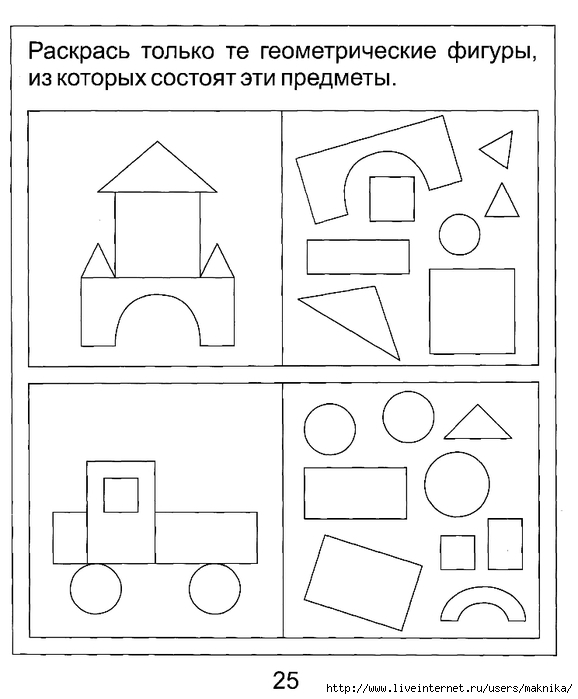 Раскрась только те геометрические фигуры,
из которых состоят эти предметы.
25
http://www.liveinternet.ru/users/maknika/